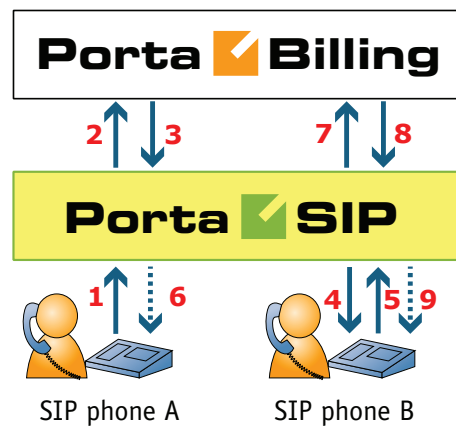 Porta Billing
2 3 7 8
Porta SIP
1 6 4 5 9
SIP phone A SIP phone B